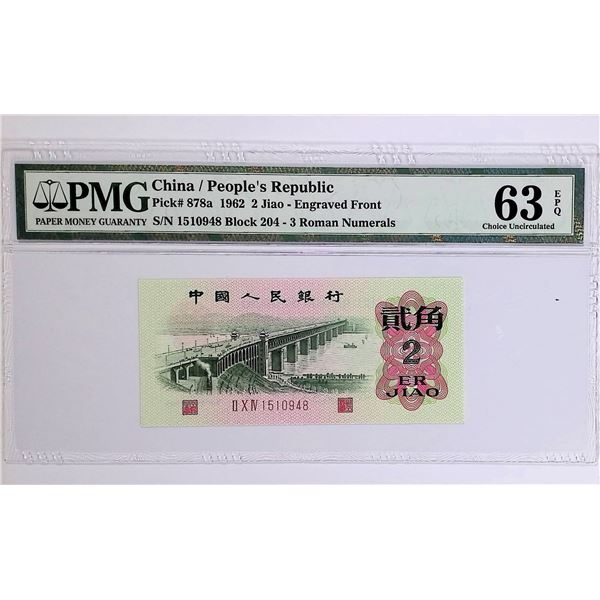 PMG
PAPER MONEY GUARANTY
China / People's Republic
Pick# 878a 1962 2 Jiao - Engraved Front
S/N 1510948 Block 204 - 3 Roman Numerals
63 EPQ
Choice Uncirculated
中國人民銀行
貳角
2
ER
JIAO
II X IV 1510948